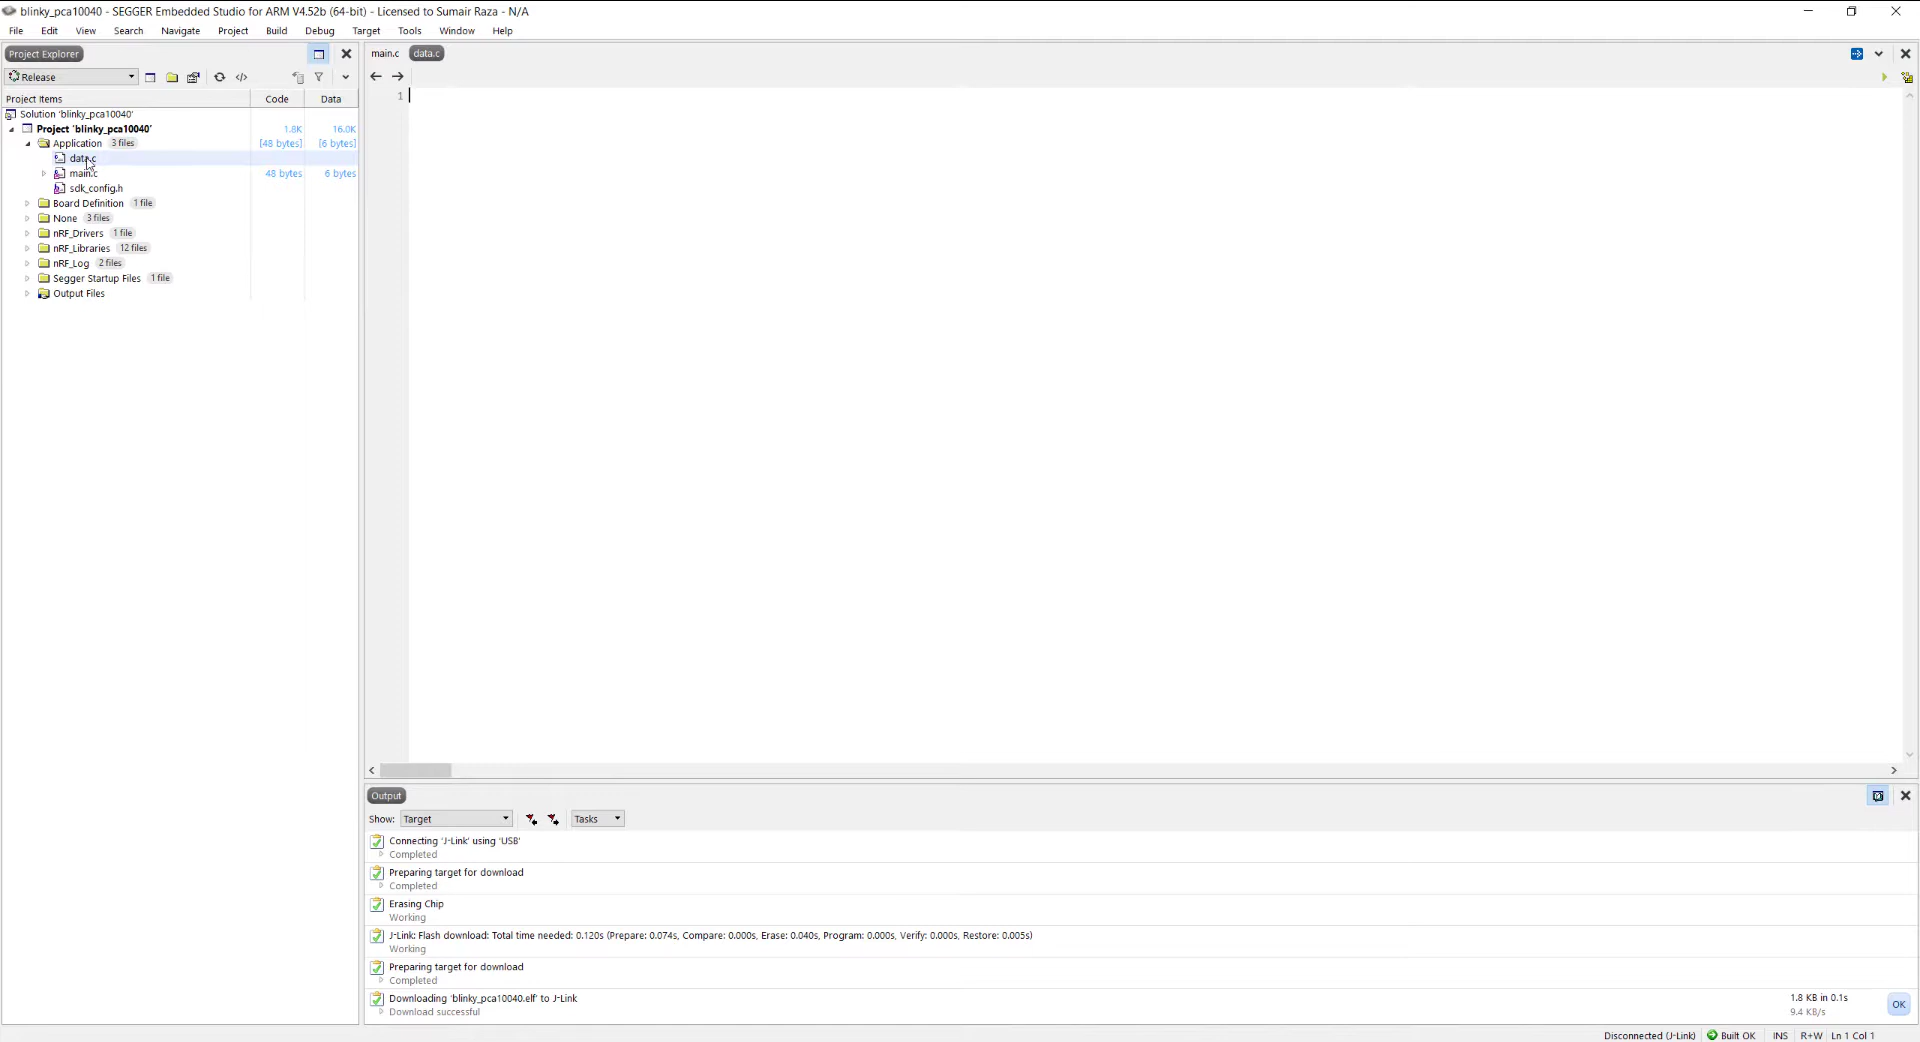 blinky_pca10040 - SEGGER Embedded Studio for ARM V4.52b (64-bit) - Licensed to Sumair Raza - N/A
File Edit View Search Navigate Project Build Debug Target Tools Window Help
Project Explorer
Release
Project Items Code Data
Solution 'blinky_pca10040'
Project 'blinky_pca10040' 1.8K 16.0K
Application 3 files [48 bytes] [6 bytes]
data.c
main.c 48 bytes 6 bytes
sdk_config.h
Board Definition 1 file
None 3 files
nRF_Drivers 1 file
nRF_Libraries 12 files
nRF_Log 2 files
Segger Startup Files 1 file
Output Files
main.c data.c
1
Output
Show: Target Tasks
Connecting 'J-Link' using 'USB'
Completed
Preparing target for download
Completed
Erasing Chip
Working
J-Link: Flash download: Total time needed: 0.120s (Prepare: 0.074s, Compare: 0.000s, Erase: 0.040s, Program: 0.000s, Verify: 0.000s, Restore: 0.005s)
Working
Preparing target for download
Completed
Downloading 'blinky_pca10040.elf' to J-Link 1.8 KB in 0.1s
Download successful 9.4 KB/s
OK
Disconnected (J-Link) Built OK INS R+W Ln 1 Col 1